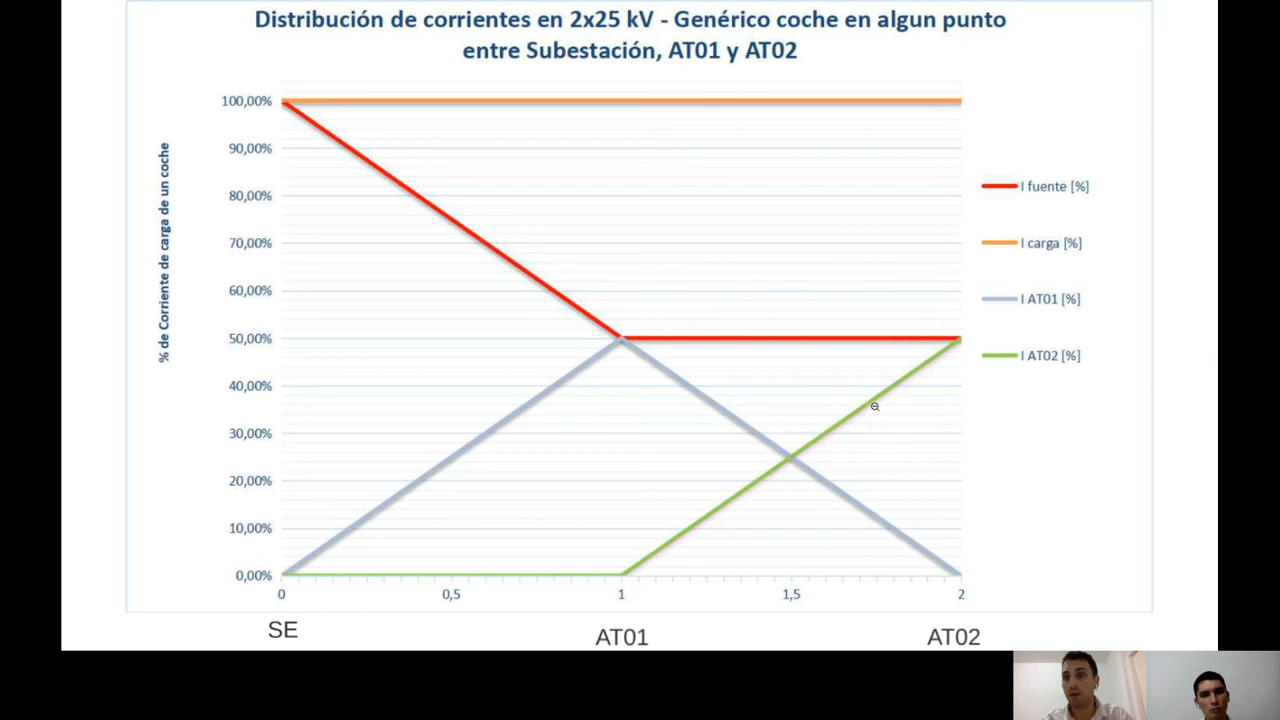 Distribución de corrientes en 2x25 kV - Genérico coche en algun punto
entre Subestación, AT01 y AT02
% de Corriente de carga de un coche
100,00%
90,00%
80,00%
70,00%
60,00%
50,00%
40,00%
30,00%
20,00%
10,00%
0,00%
0
0,5
1
1,5
2
SE
AT01
AT02
I fuente [%]
I carga [%]
I AT01 [%]
I AT02 [%]